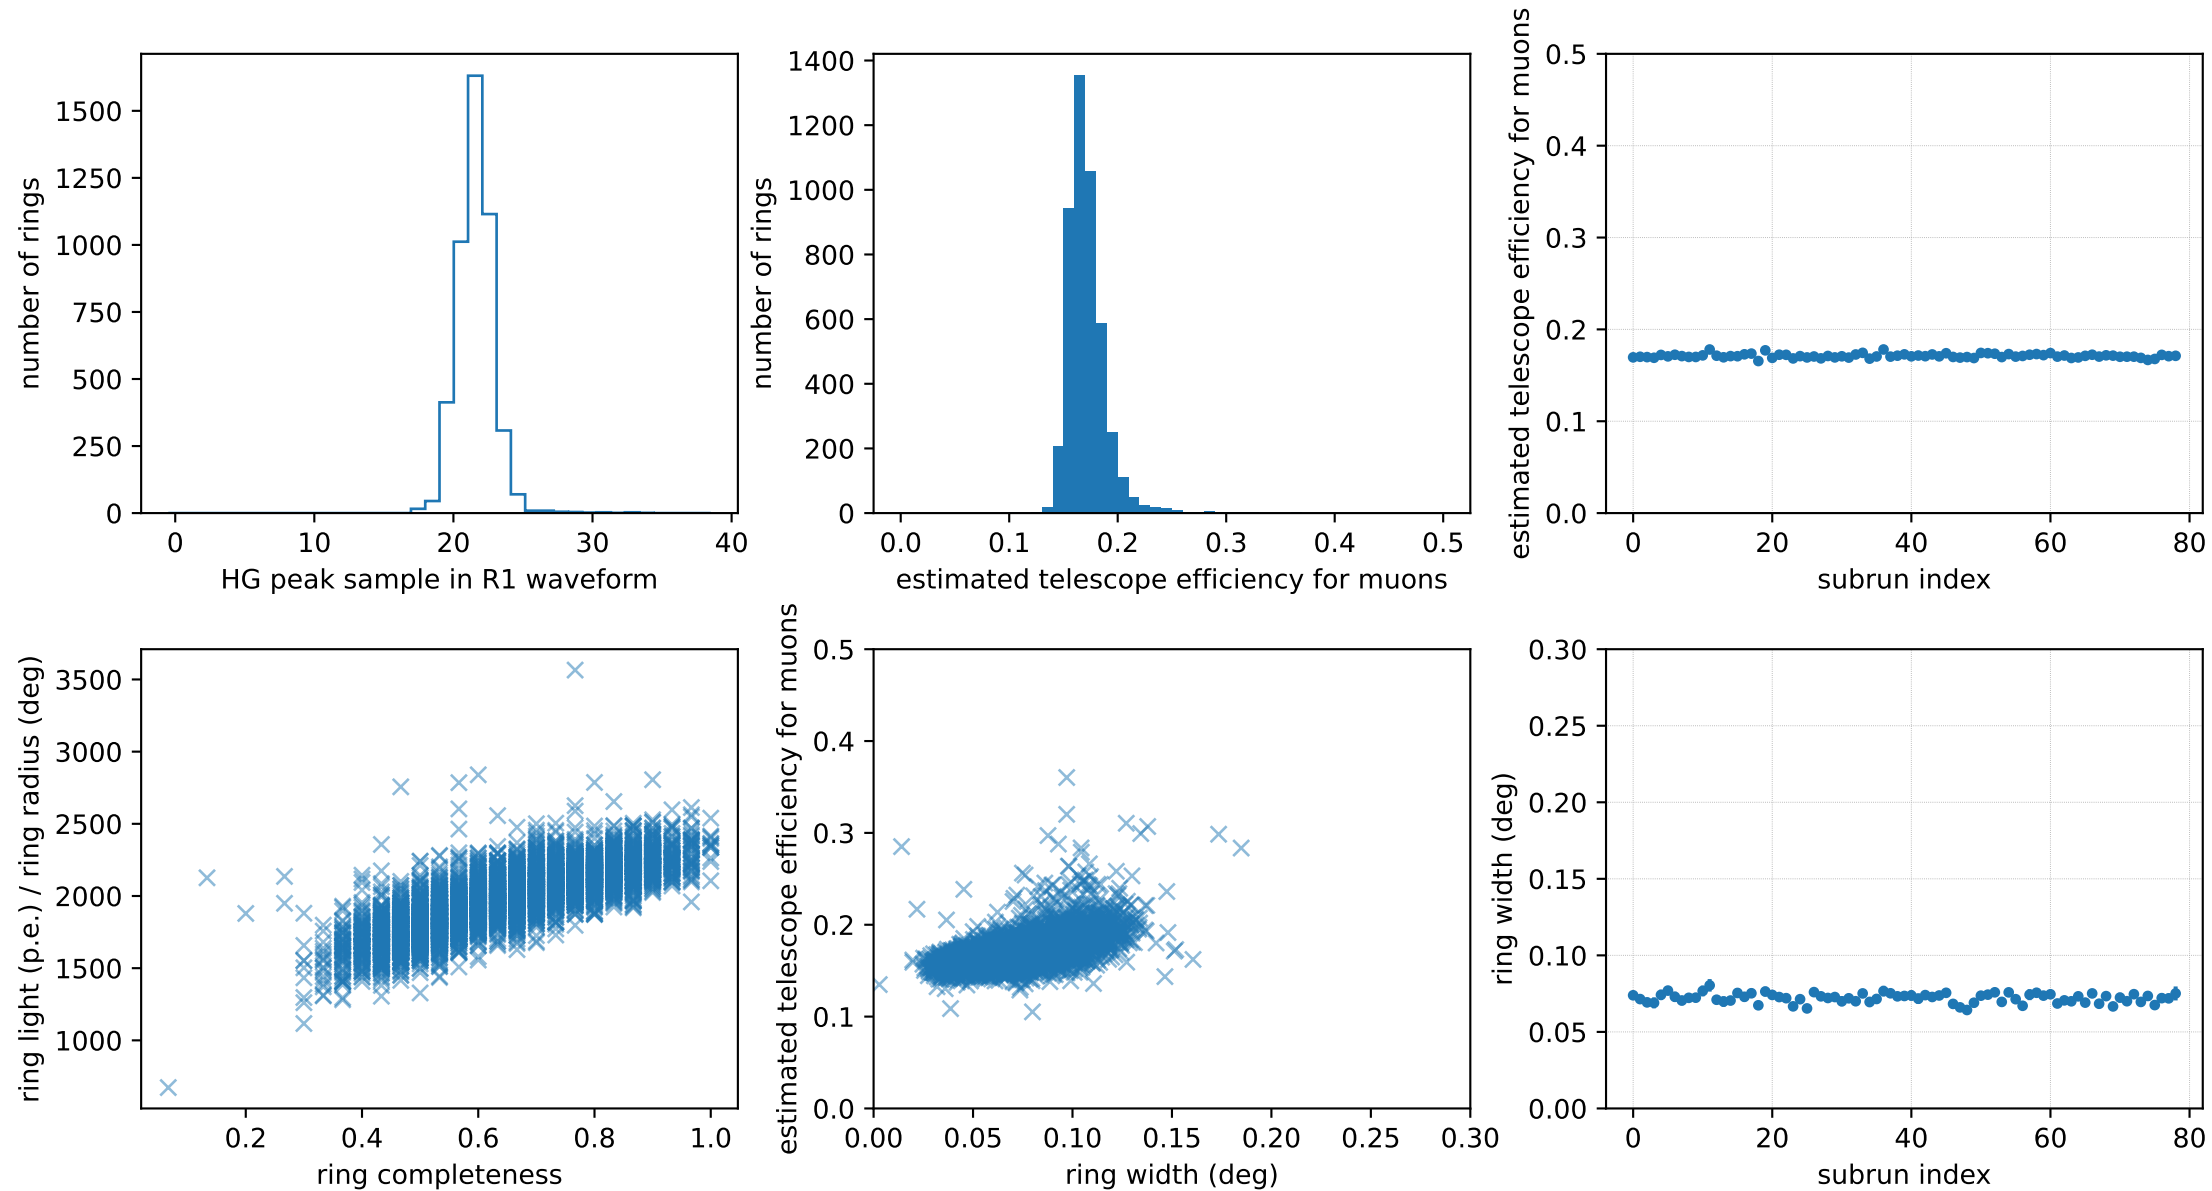 number of rings
1500
1250
1000
750
500
250
0
0 10 20 30 40
HG peak sample in R1 waveform
number of rings
1400
1200
1000
800
600
400
200
0
0.0 0.1 0.2 0.3 0.4 0.5
estimated telescope efficiency for muons
estimated telescope efficiency for muons
0.5
0.4
0.3
0.2
0.1
0.0
0 20 40 60 80
subrun index
ring light (p.e.) / ring radius (deg)
3500
3000
2500
2000
1500
1000
0.2 0.4 0.6 0.8 1.0
ring completeness
estimated telescope efficiency for muons
0.5
0.4
0.3
0.2
0.1
0.0
0.00 0.05 0.10 0.15 0.20 0.25 0.30
ring width (deg)
ring width (deg)
0.30
0.25
0.20
0.15
0.10
0.05
0.00
0 20 40 60 80
subrun index